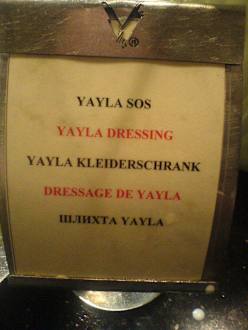 YAYLA SOS
YAYLA DRESSING
YAYLA KLEIDERSCHRANK
DRESSAGE DE YAYLA
ШЛИХТА YAYLA